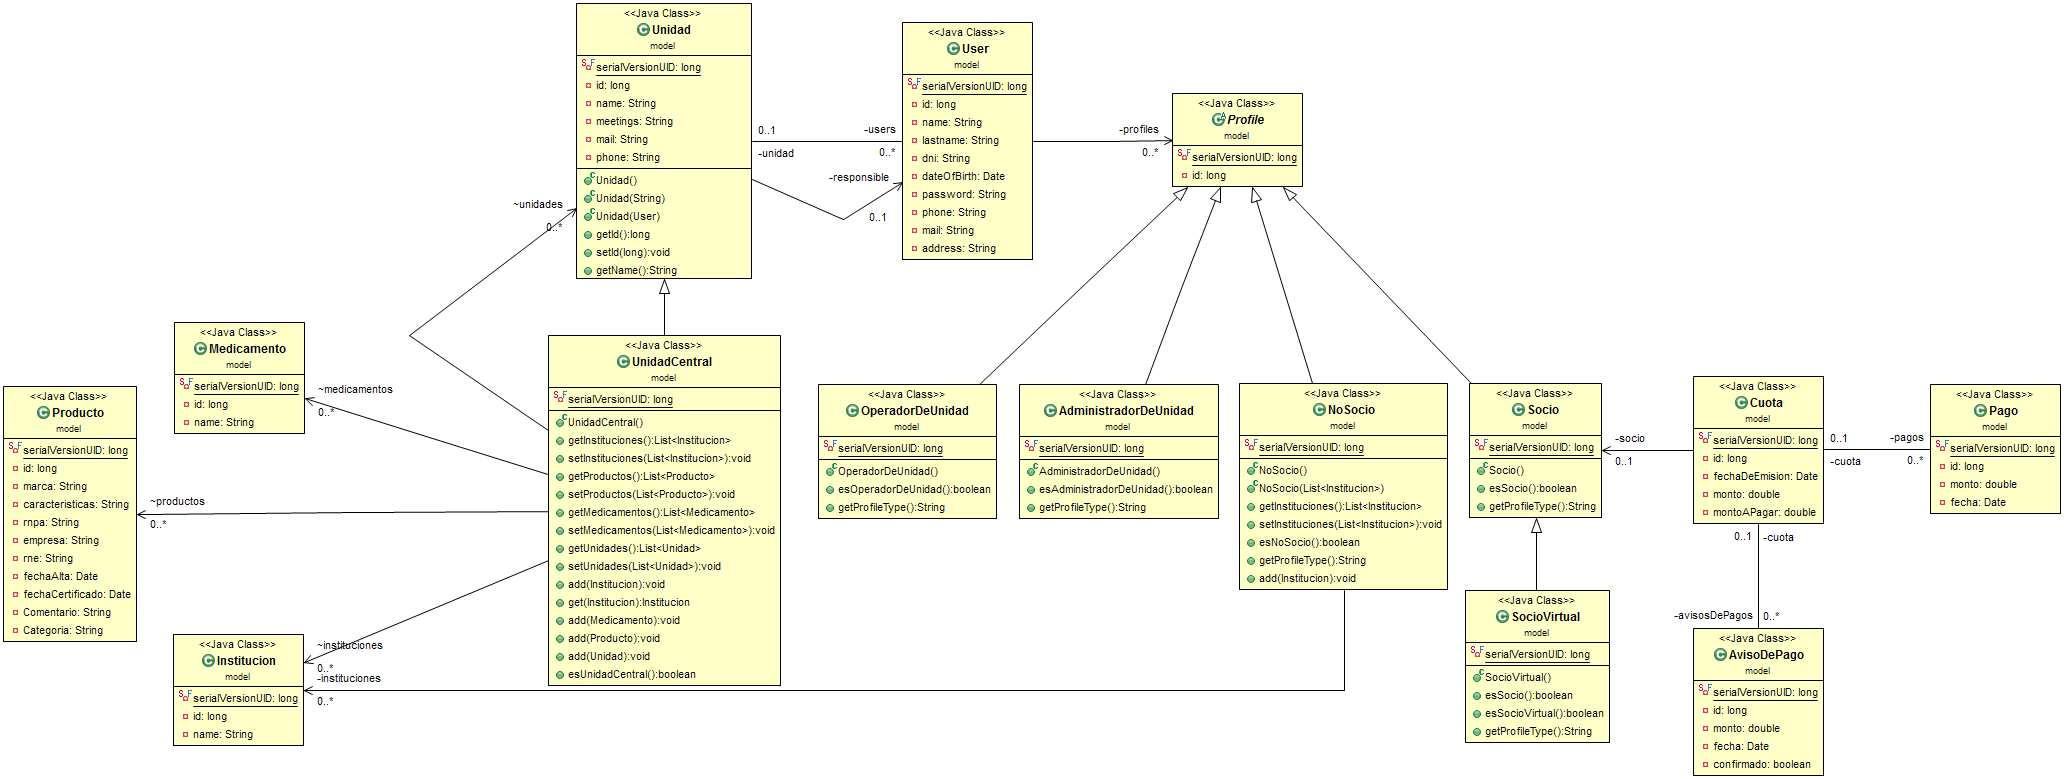 <<Java Class>>
Unidad
model
serialVersionUID: long
id: long
name: String
meetings: String
mail: String
phone: String
Unidad()
Unidad(String)
Unidad(User)
getId():long
setId(long):void
getName():String
<<Java Class>>
User
model
serialVersionUID: long
id: long
name: String
lastname: String
dni: String
dateOfBirth: Date
password: String
phone: String
mail: String
address: String
<<Java Class>>
Profile
model
serialVersionUID: long
id: long
0..1
-unidad
-users
0..*
-responsible
0..1
-profiles
0..*
~unidades
0..*
<<Java Class>>
Medicamento
model
serialVersionUID: long
id: long
name: String
~medicamentos
0..*
<<Java Class>>
Producto
model
serialVersionUID: long
id: long
marca: String
caracteristicas: String
rnpa: String
empresa: String
rne: String
fechaAlta: Date
fechaCertificado: Date
Comentario: String
Categoria: String
~productos
0..*
<<Java Class>>
Institucion
model
serialVersionUID: long
id: long
name: String
~instituciones
0..*
-instituciones
0..*
<<Java Class>>
UnidadCentral
model
serialVersionUID: long
UnidadCentral()
getInstituciones():List<Institucion>
setInstituciones(List<Institucion>):void
getProductos():List<Producto>
setProductos(List<Producto>):void
getMedicamentos():List<Medicamento>
setMedicamentos(List<Medicamento>):void
getUnidades():List<Unidad>
setUnidades(List<Unidad>):void
add(Institucion):void
get(Institucion):Institucion
add(Medicamento):void
add(Producto):void
add(Unidad):void
esUnidadCentral():boolean
<<Java Class>>
OperadorDeUnidad
model
serialVersionUID: long
OperadorDeUnidad()
esOperadorDeUnidad():boolean
getProfileType():String
<<Java Class>>
AdministradorDeUnidad
model
serialVersionUID: long
AdministradorDeUnidad()
esAdministradorDeUnidad():boolean
getProfileType():String
<<Java Class>>
NoSocio
model
serialVersionUID: long
NoSocio()
NoSocio(List<Institucion>)
getInstituciones():List<Institucion>
setInstituciones(List<Institucion>):void
esNoSocio():boolean
getProfileType():String
add(Institucion):void
<<Java Class>>
Socio
model
serialVersionUID: long
Socio()
esSocio():boolean
getProfileType():String
<<Java Class>>
SocioVirtual
model
serialVersionUID: long
SocioVirtual()
esSocio():boolean
esSocioVirtual():boolean
getProfileType():String
-socio
0..1
<<Java Class>>
Cuota
model
serialVersionUID: long
id: long
fechaDeEmision: Date
monto: double
montoAPagar: double
0..1
-cuota
-pagos
0..*
<<Java Class>>
Pago
model
serialVersionUID: long
id: long
monto: double
fecha: Date
0..1
-cuota
-avisosDePagos
0..*
<<Java Class>>
AvisoDePago
model
serialVersionUID: long
id: long
monto: double
fecha: Date
confirmado: boolean